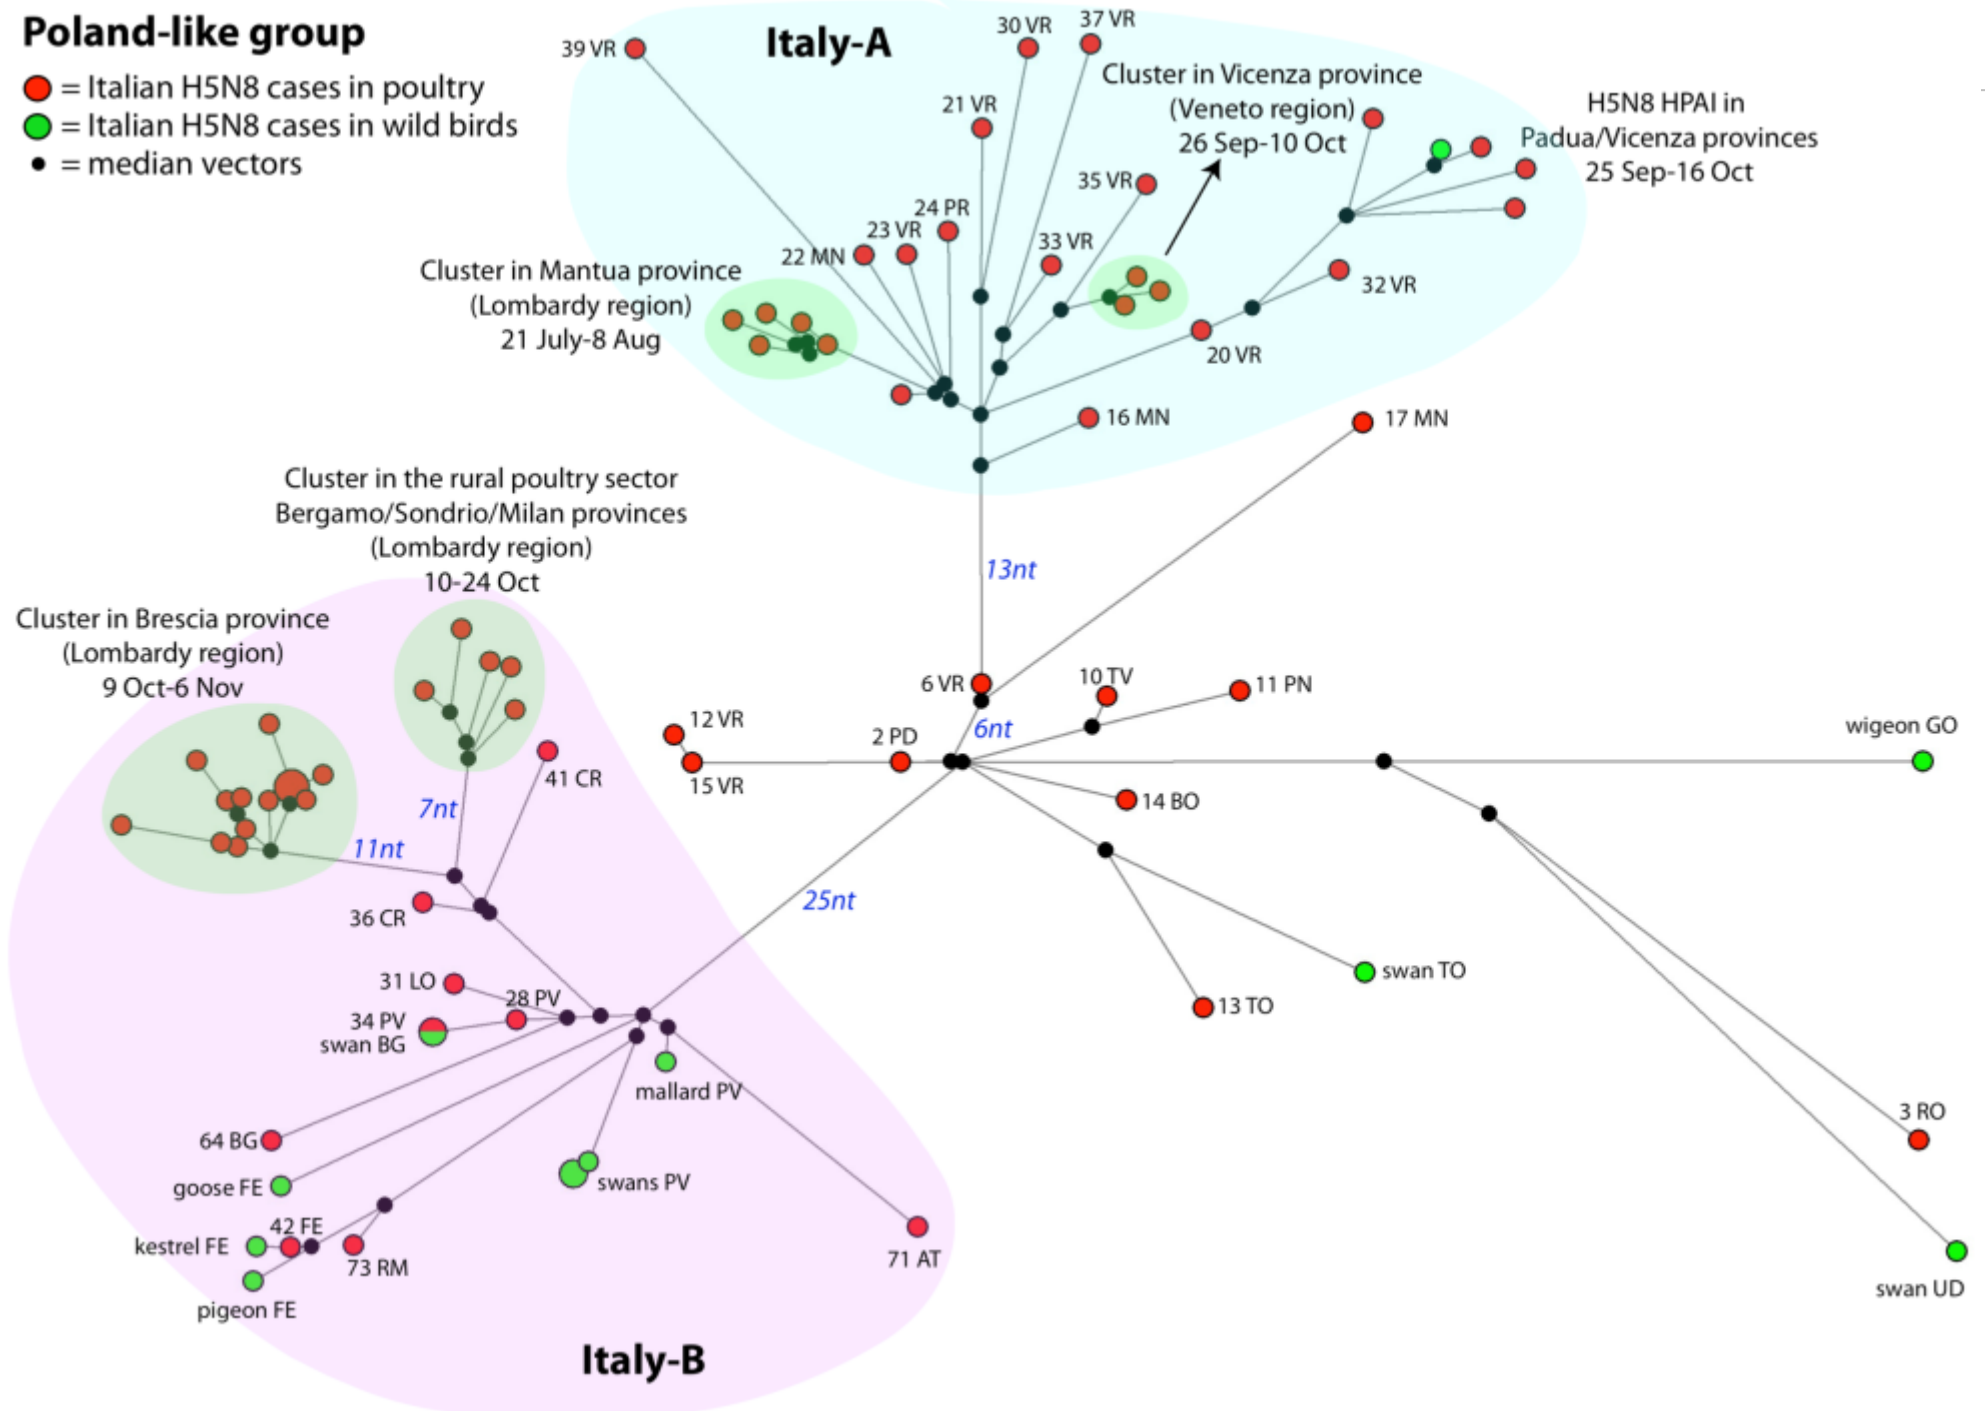 Poland-like group
= Italian H5N8 cases in poultry
= Italian H5N8 cases in wild birds
= median vectors
Italy-A
39 VR
30 VR
37 VR
21 VR
Cluster in Vicenza province
(Veneto region)
26 Sep-10 Oct
H5N8 HPAI in
Padua/Vicenza provinces
25 Sep-16 Oct
35 VR
24 PR
23 VR
22 MN
33 VR
Cluster in Mantua province
(Lombardy region)
21 July-8 Aug
32 VR
20 VR
16 MN
17 MN
Cluster in the rural poultry sector
Bergamo/Sondrio/Milan provinces
(Lombardy region)
10-24 Oct
13nt
Cluster in Brescia province
(Lombardy region)
9 Oct-6 Nov
6 VR
10 TV
11 PN
12 VR
15 VR
2 PD
6nt
wigeon GO
41 CR
7nt
11nt
14 BO
25nt
36 CR
31 LO
28 PV
34 PV
swan BG
swan TO
13 TO
mallard PV
64 BG
goose FE
swans PV
3 RO
42 FE
kestrel FE
73 RM
pigeon FE
71 AT
swan UD
Italy-B